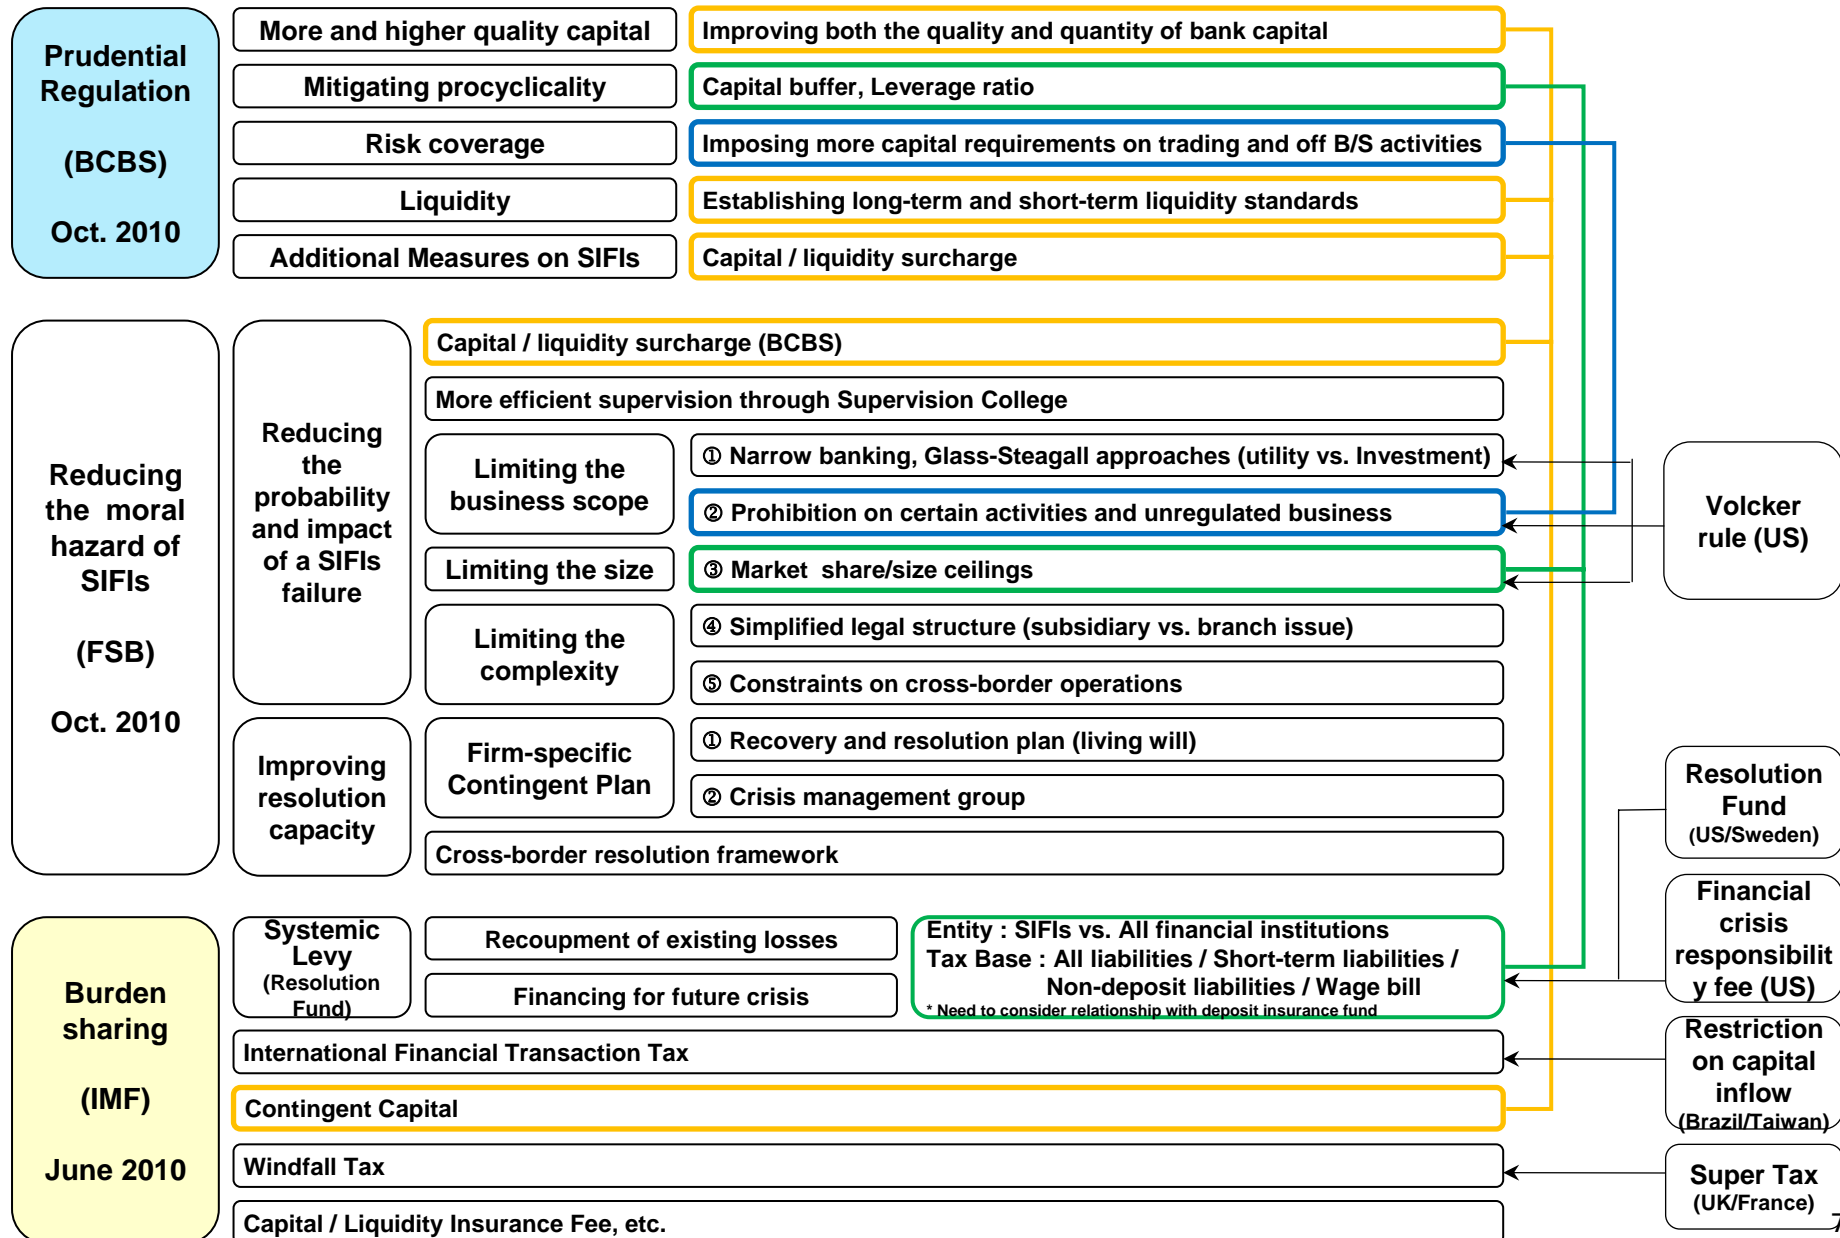 Prudential
Regulation
(BCBS)
Oct. 2010
More and higher quality capital
Improving both the quality and quantity of bank capital
Mitigating procyclicality
Capital buffer, Leverage ratio
Risk coverage
Imposing more capital requirements on trading and off B/S activities
Liquidity
Establishing long-term and short-term liquidity standards
Additional Measures on SIFIs
Capital / liquidity surcharge
Reducing
the moral
hazard of
SIFIs
(FSB)
Oct. 2010
Reducing
the
probability
and impact
of a SIFIs
failure
Capital / liquidity surcharge (BCBS)
More efficient supervision through Supervision College
Limiting the
business scope
① Narrow banking, Glass-Steagall approaches (utility vs. Investment)
② Prohibition on certain activities and unregulated business
Limiting the size
③ Market share/size ceilings
Limiting the
complexity
④ Simplified legal structure (subsidiary vs. branch issue)
⑤ Constraints on cross-border operations
Volcker
rule (US)
Improving
resolution
capacity
Firm-specific
Contingent Plan
① Recovery and resolution plan (living will)
② Crisis management group
Cross-border resolution framework
Resolution
Fund
(US/Sweden)
Financial
crisis
responsibilit
y fee (US)
Burden
sharing
(IMF)
June 2010
Systemic
Levy
(Resolution
Fund)
Recoupment of existing losses
Financing for future crisis
Entity : SIFIs vs. All financial institutions
Tax Base : All liabilities / Short-term liabilities /
Non-deposit liabilities / Wage bill
* Need to consider relationship with deposit insurance fund
International Financial Transaction Tax
Restriction
on capital
inflow
(Brazil/Taiwan)
Contingent Capital
Windfall Tax
Super Tax
(UK/France)
Capital / Liquidity Insurance Fee, etc.
7